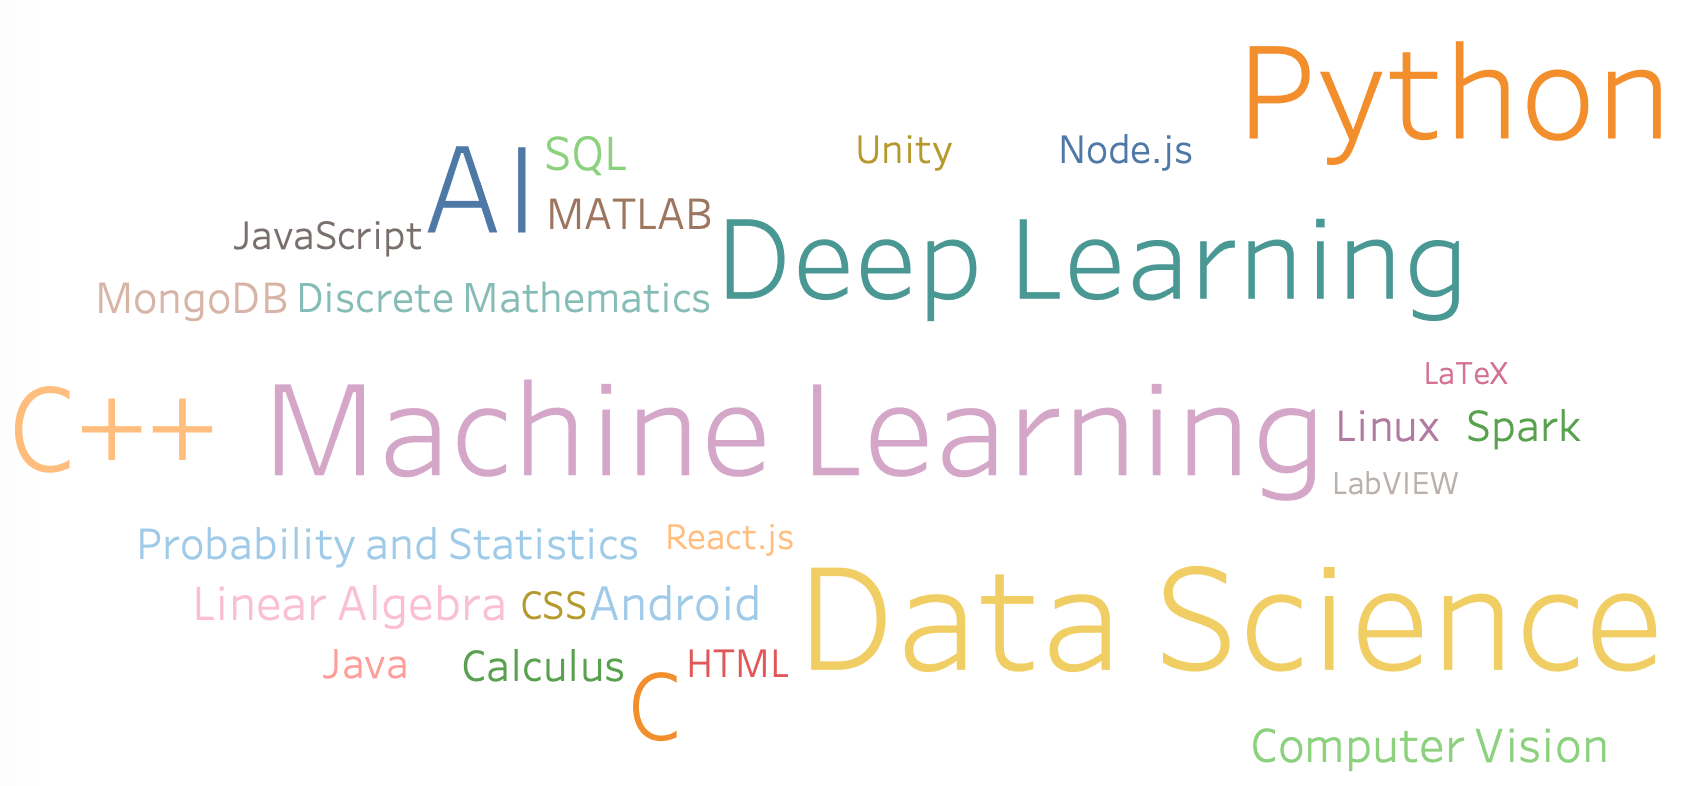 Python
AI
SQL
Unity
Node.js
MATLAB
JavaScript
Deep Learning
MongoDB
Discrete Mathematics
C++
Machine Learning
LaTeX
Linux
Spark
LabVIEW
Probability and Statistics
React.js
Linear Algebra
CSS
Android
Data Science
Java
Calculus
C
HTML
Computer Vision